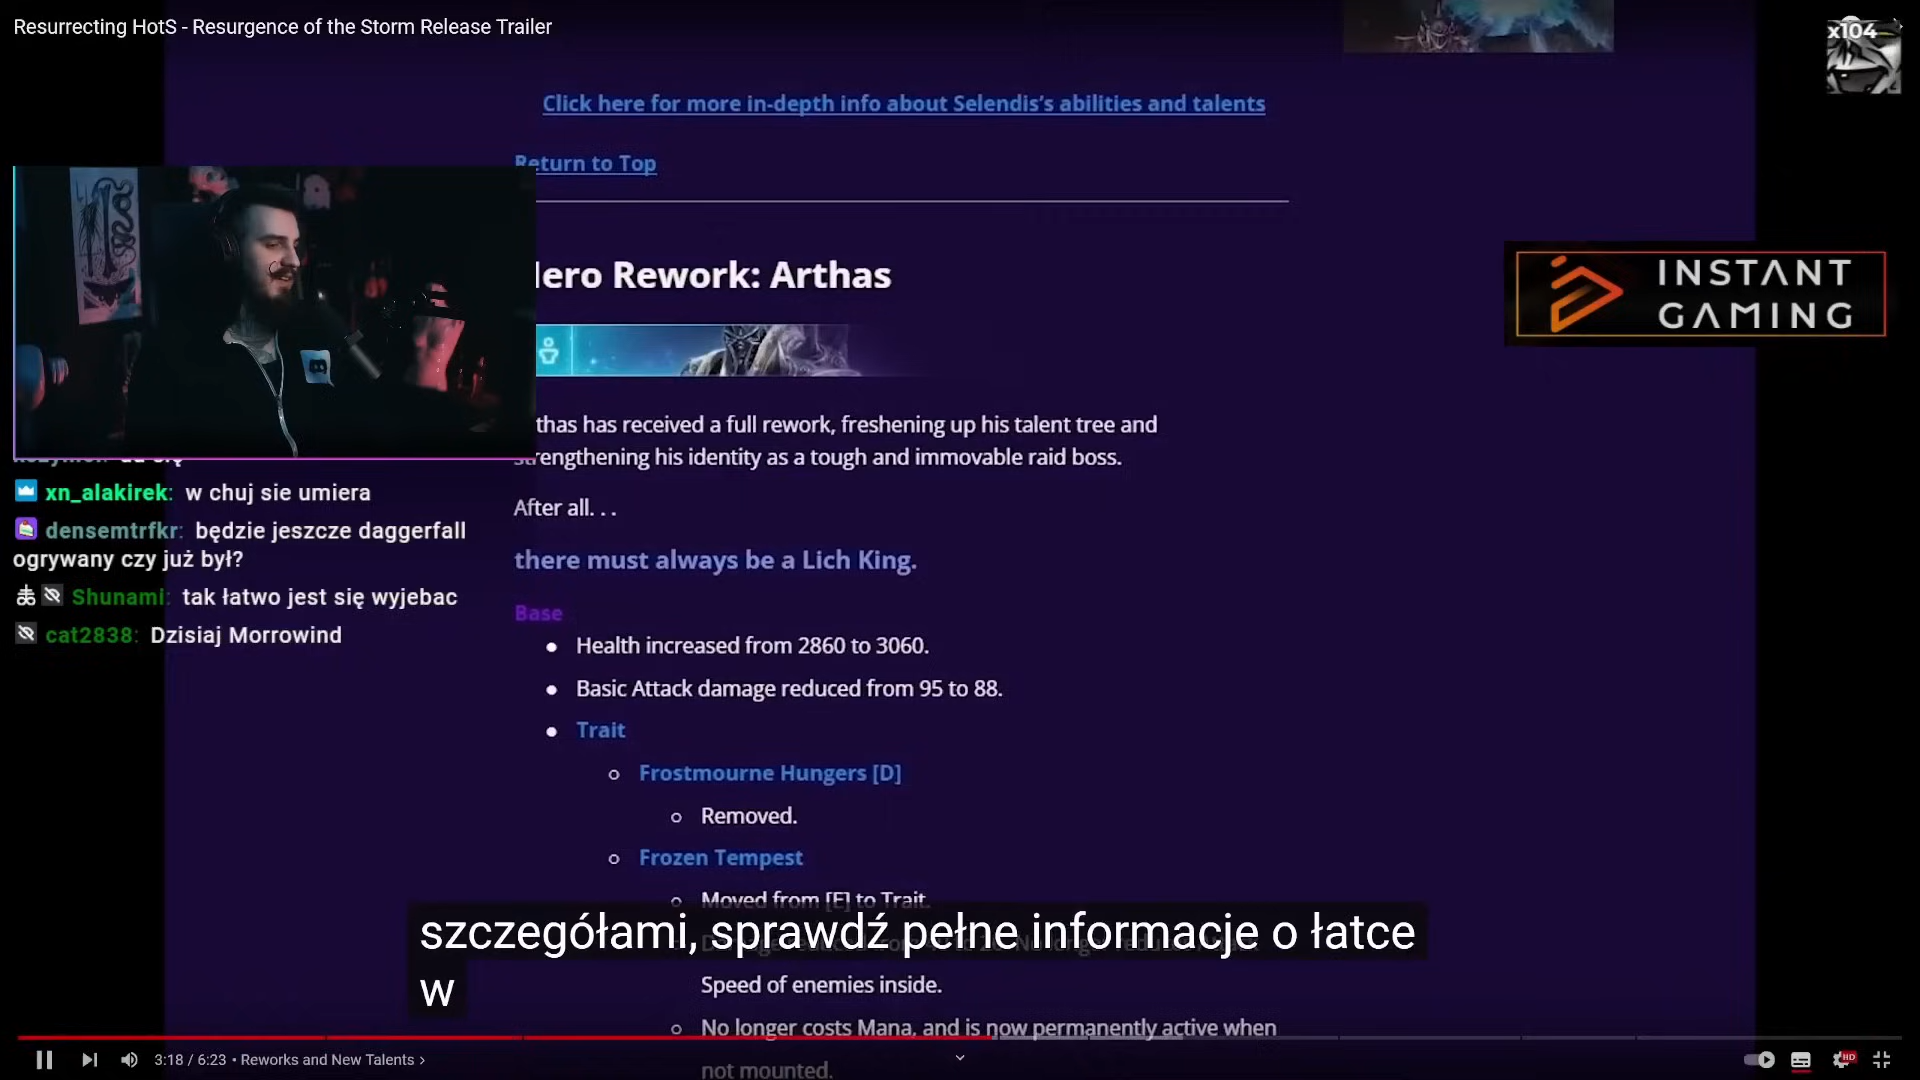 Resurrecting HotS - Resurgence of the Storm Release Trailer
x104
Click here for more in-depth info about Selendis's abilities and talents
Return to Top
INSTANT
GAMING
ero Rework: Arthas
thas has received a full rework, freshening up his talent tree and
strengthening his identity as a tough and immovable raid boss.
After all. . .
there must always be a Lich King.
xn_alakirek: w chuj sie umiera
densemtrfkr: będzie jeszcze daggerfall
ogrywany czy już był?
Shunami: tak łatwo jest się wyjebac
cat2838: Dzisiaj Morrowind
Base
Health increased from 2860 to 3060.
Basic Attack damage reduced from 95 to 88.
Trait
Frostmourne Hungers [D]
Removed.
Frozen Tempest
Moved from [E] to Trait.
szczegółami, sprawdź pełne informacje o łatce
w
Speed of enemies inside.
No longer costs Mana, and is now permanently active when
not mounted.
3:18 / 6:23 • Reworks and New Talents ›
HD